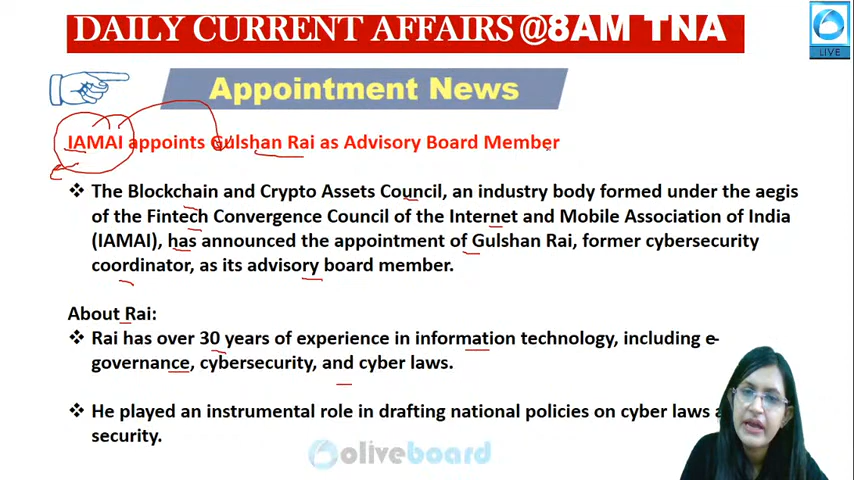 DAILY CURRENT AFFAIRS @8AM TNA
LIVE
Appointment News
IAMAI appoints Gulshan Rai as Advisory Board Member
❖ The Blockchain and Crypto Assets Council, an industry body formed under the aegis
of the Fintech Convergence Council of the Internet and Mobile Association of India
(IAMAI), has announced the appointment of Gulshan Rai, former cybersecurity
coordinator, as its advisory board member.
About Rai:
❖ Rai has over 30 years of experience in information technology, including e-
governance, cybersecurity, and cyber laws.
❖ He played an instrumental role in drafting national policies on cyber laws
security.
oliveboard